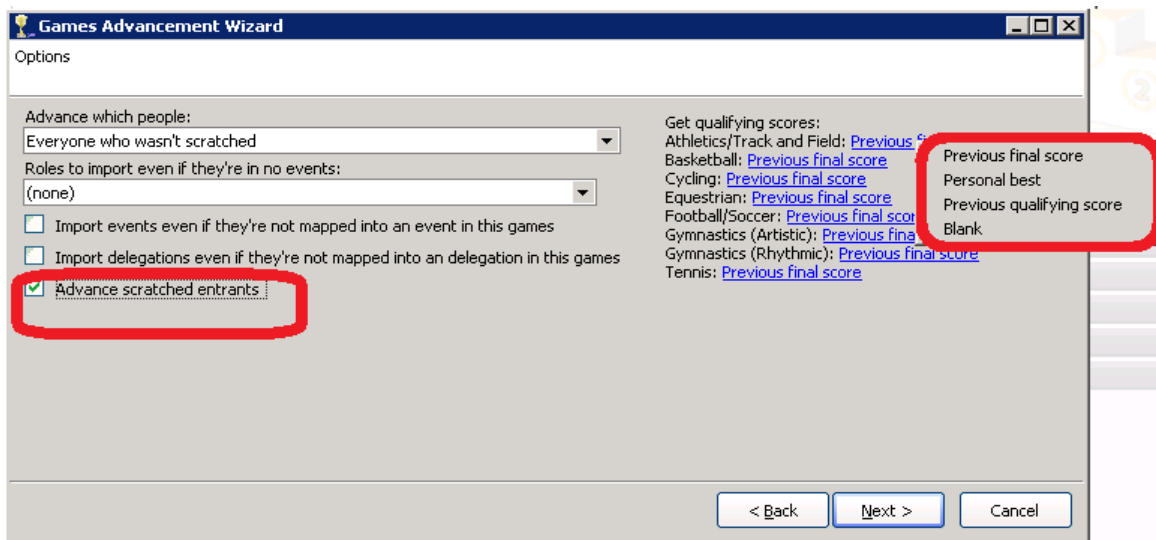 Games Advancement Wizard
Options
Advance which people:
Everyone who wasn't scratched
Roles to import even if they're in no events:
(none)
Import events even if they're not mapped into an event in this games
Import delegations even if they're not mapped into an delegation in this games
Advance scratched entrants
Get qualifying scores:
Athletics/Track and Field: Previous
Basketball: Previous final score
Cycling: Previous final score
Equestrian: Previous final score
Football/Soccer: Previous final scor
Gymnastics (Artistic): Previous fina
Gymnastics (Rhythmic): Previous final score
Tennis: Previous final score
Previous final score
Personal best
Previous qualifying score
Blank
< Back
Next >
Cancel